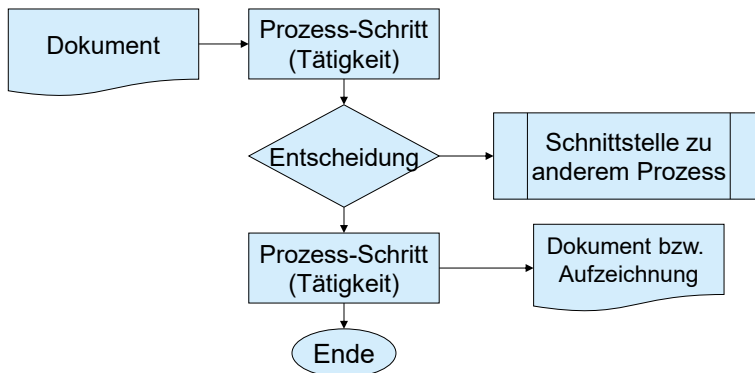 Dokument
Prozess-Schritt
(Tätigkeit)
Entscheidung
Schnittstelle zu
anderem Prozess
Prozess-Schritt
(Tätigkeit)
Dokument bzw.
Aufzeichnung
Ende